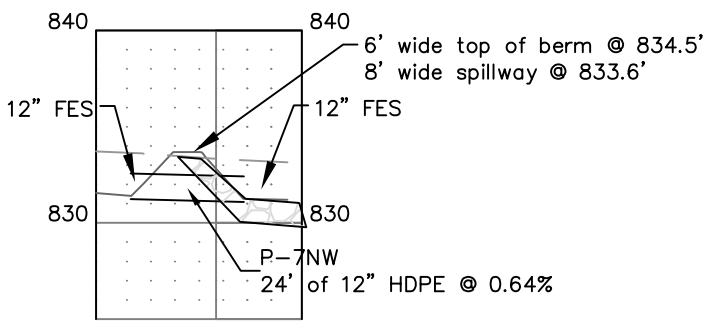 840 840
6' wide top of berm @ 834.5'
8' wide spillway @ 833.6'
12” FES 12” FES
830 830
P-7NW
24' of 12” HDPE @ 0.64%